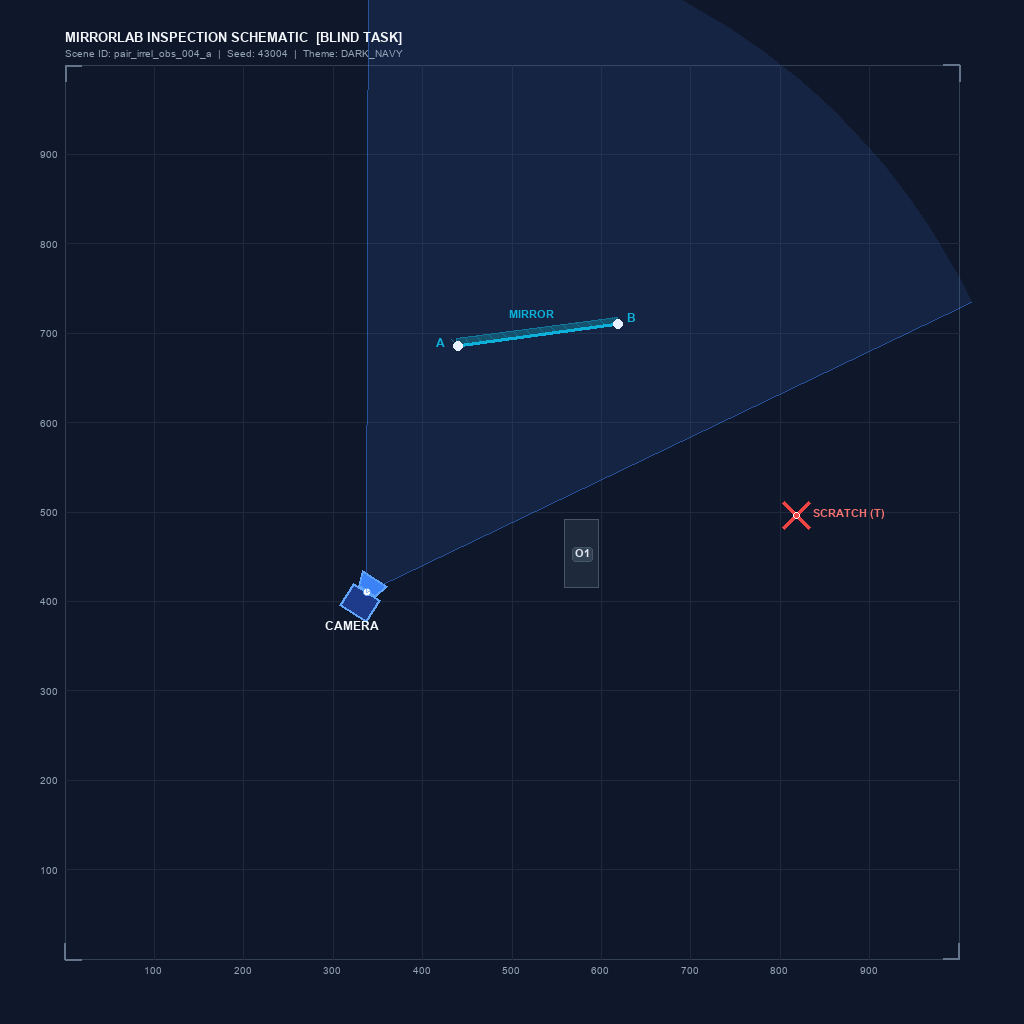 MIRRORLAB INSPECTION SCHEMATIC [BLIND TASK]
Scene ID: pair_irrel_obs_004_a | Seed: 43004 | Theme: DARK_NAVY
900
800
MIRROR
B
A
700
600
500
SCRATCH (T)
O1
400
CAMERA
300
200
100
100 200 300 400 500 600 700 800 900